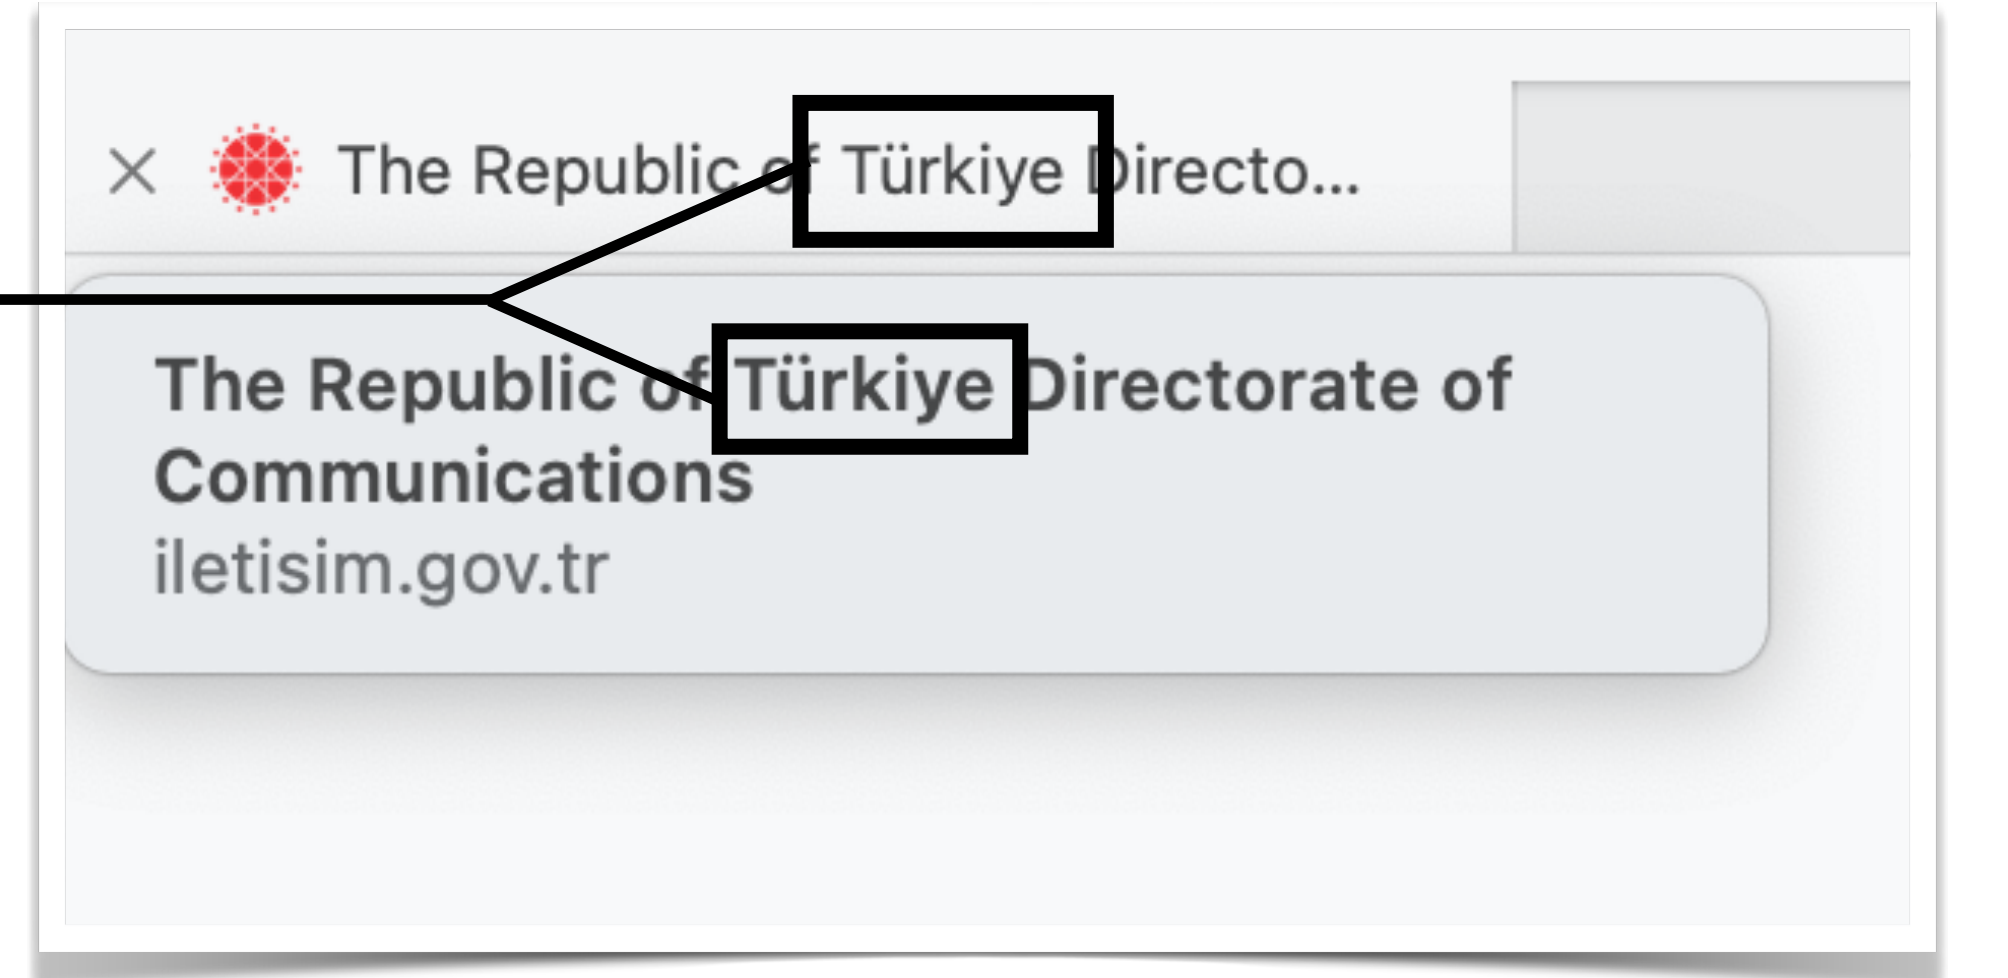 The Republic of Türkiye Directo...
The Republic of Türkiye Directorate of
Communications
iletisim.gov.tr